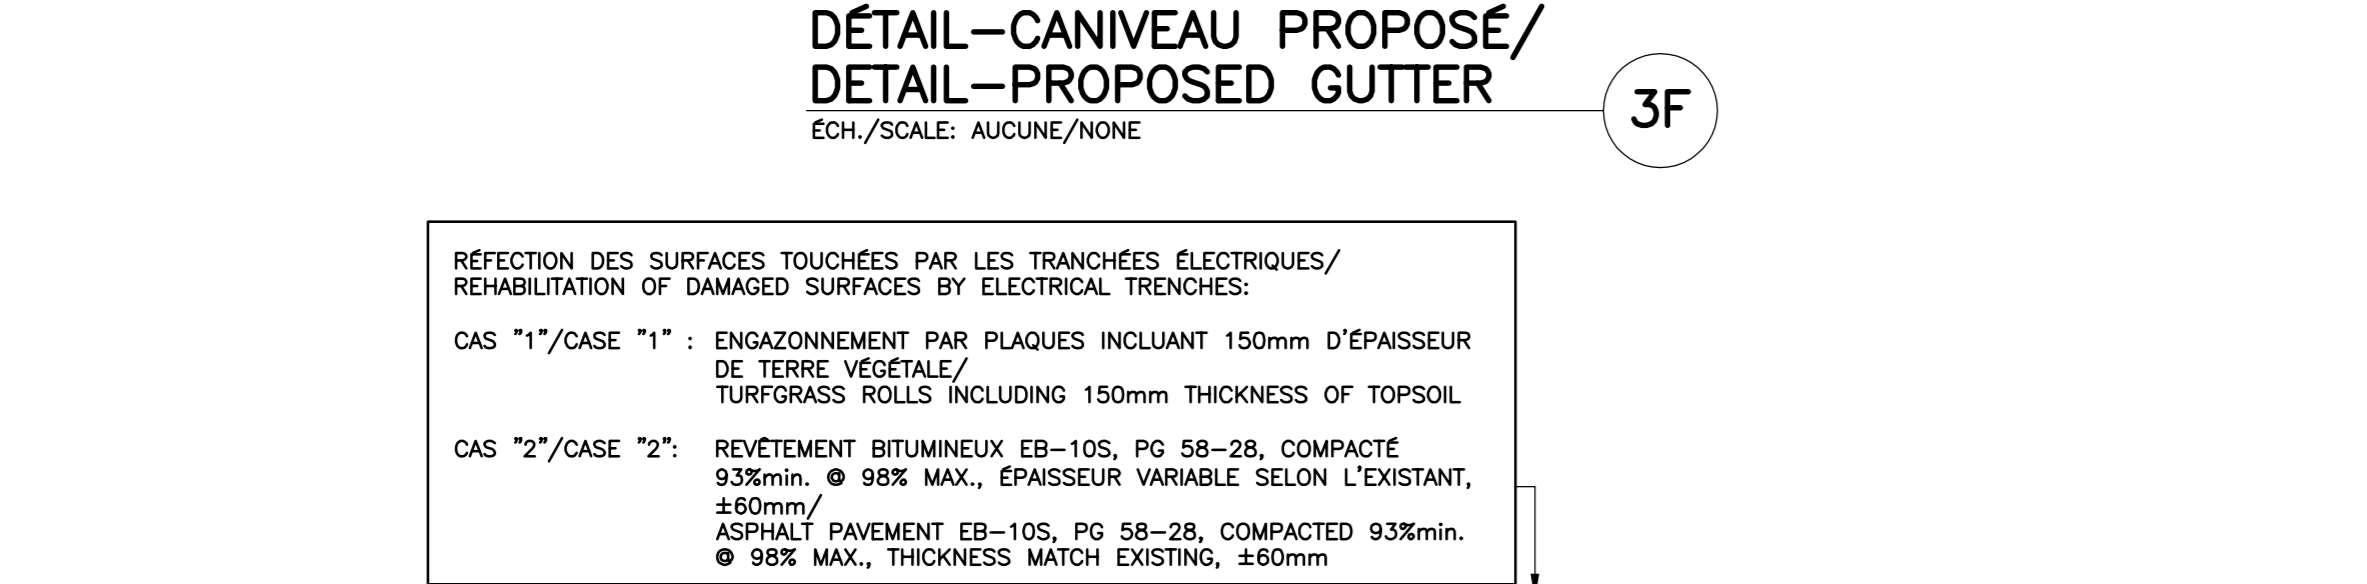 DÉTAIL–CANIVEAU PROPOSÉ/
DETAIL–PROPOSED GUTTER
3F
ÉCH./SCALE: AUCUNE/NONE
RÉFECTION DES SURFACES TOUCHÉES PAR LES TRANCHÉES ÉLECTRIQUES/
REHABILITATION OF DAMAGED SURFACES BY ELECTRICAL TRENCHES:
CAS "1"/CASE "1" : ENGAZONNEMENT PAR PLAQUES INCLUANT 150mm D'ÉPAISSEUR
DE TERRE VÉGÉTALE/
TURFGRASS ROLLS INCLUDING 150mm THICKNESS OF TOPSOIL
CAS "2"/CASE "2": REVÊTEMENT BITUMINEUX EB–10S, PG 58–28, COMPACTÉ
93%min. @ 98% MAX., ÉPAISSEUR VARIABLE SELON L'EXISTANT,
±60mm/
ASPHALT PAVEMENT EB–10S, PG 58–28, COMPACTED 93%min.
@ 98% MAX., THICKNESS MATCH EXISTING, ±60mm